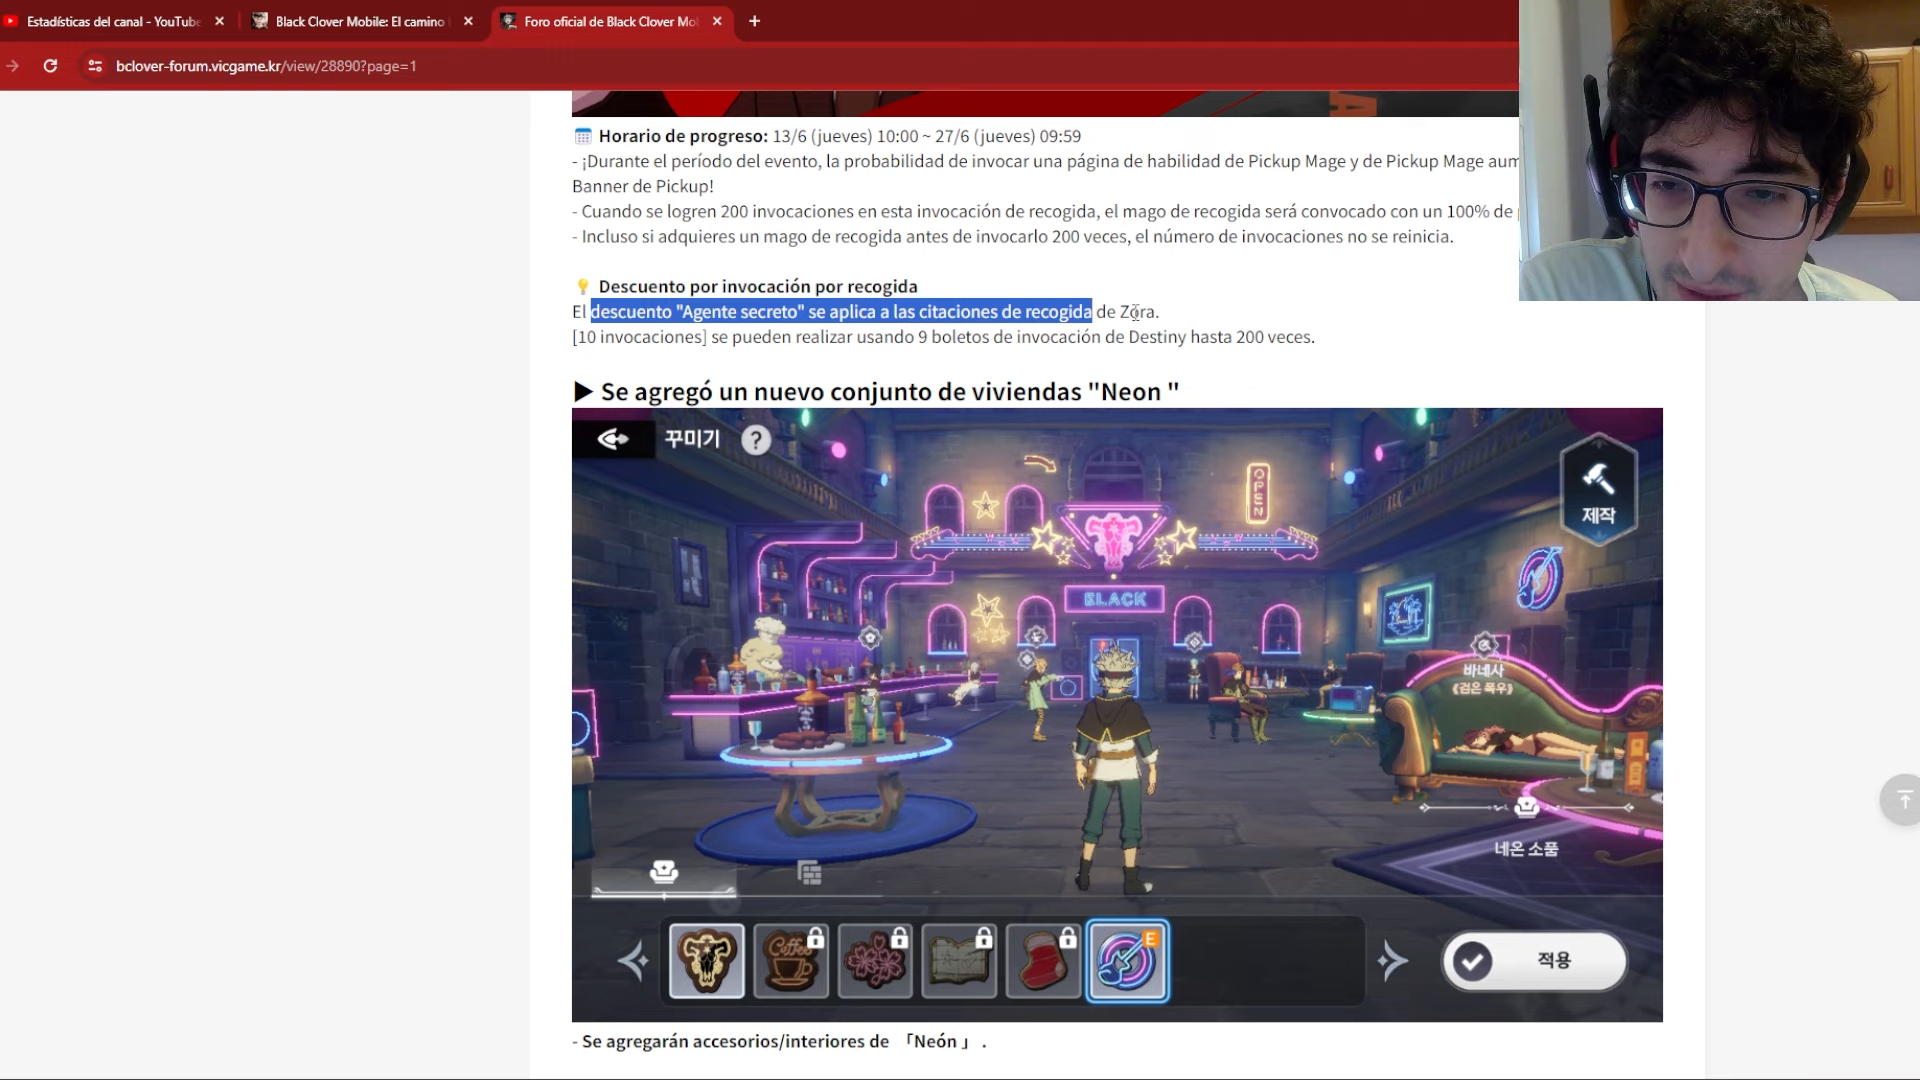 Estadísticas del canal - YouTube
Black Clover Mobile: El camino
Foro oficial de Black Clover Mo
bclover-forum.vicgame.kr/view/28890?page=1
Horario de progreso: 13/6 (jueves) 10:00 ~ 27/6 (jueves) 09:59
- ¡Durante el período del evento, la probabilidad de invocar una página de habilidad de Pickup Mage y de Pickup Mage aum
Banner de Pickup!
- Cuando se logren 200 invocaciones en esta invocación de recogida, el mago de recogida será convocado con un 100% de
- Incluso si adquieres un mago de recogida antes de invocarlo 200 veces, el número de invocaciones no se reinicia.
Descuento por invocación por recogida
El descuento "Agente secreto" se aplica a las citaciones de recogida de Zora.
[10 invocaciones] se pueden realizar usando 9 boletos de invocación de Destiny hasta 200 veces.
▶ Se agregó un nuevo conjunto de viviendas "Neon "
꾸미기 ?
OPEN
제작
BLACK
바네사
《검은 폭우》
네온 소품
Coffee
E
적용
- Se agregarán accesorios/interiores de 「Neón」 .